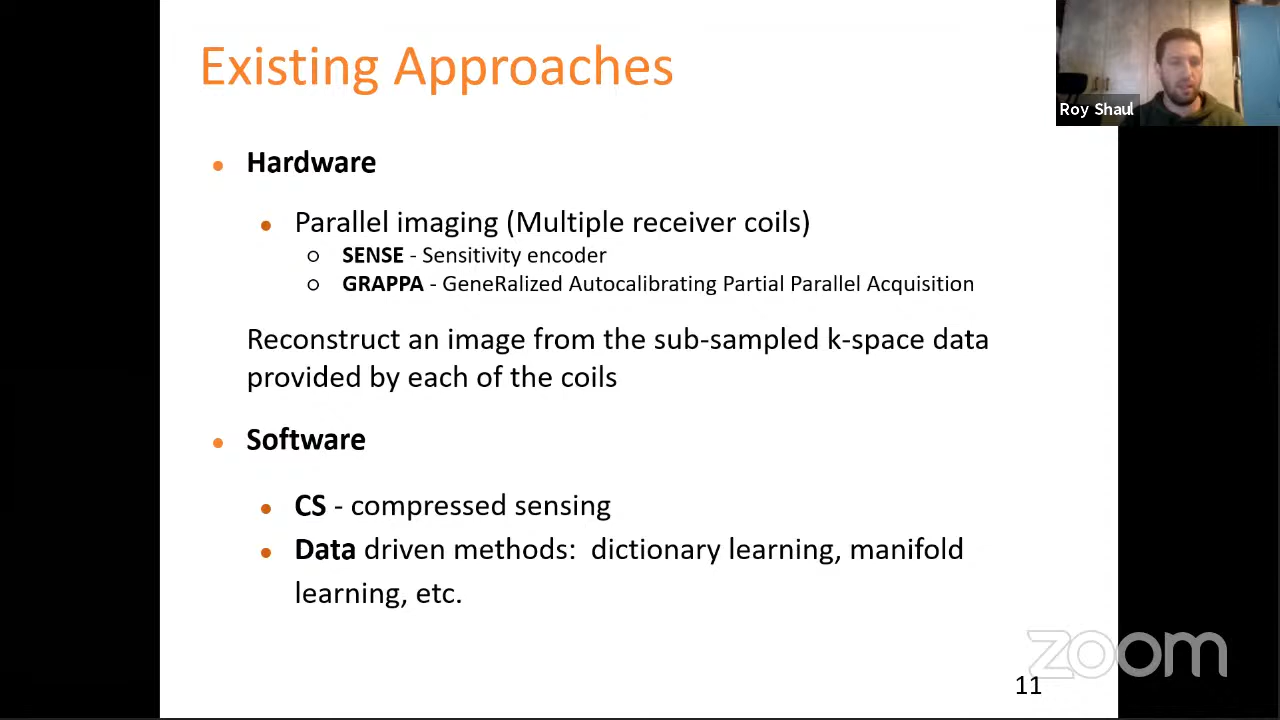 Existing Approaches
Roy Shaul
• Hardware
• Parallel imaging (Multiple receiver coils)
○ SENSE - Sensitivity encoder
○ GRAPPA - GeneRalized Autocalibrating Partial Parallel Acquisition
Reconstruct an image from the sub-sampled k-space data
provided by each of the coils
• Software
• CS - compressed sensing
• Data driven methods:  dictionary learning, manifold
learning, etc.
zoom
11